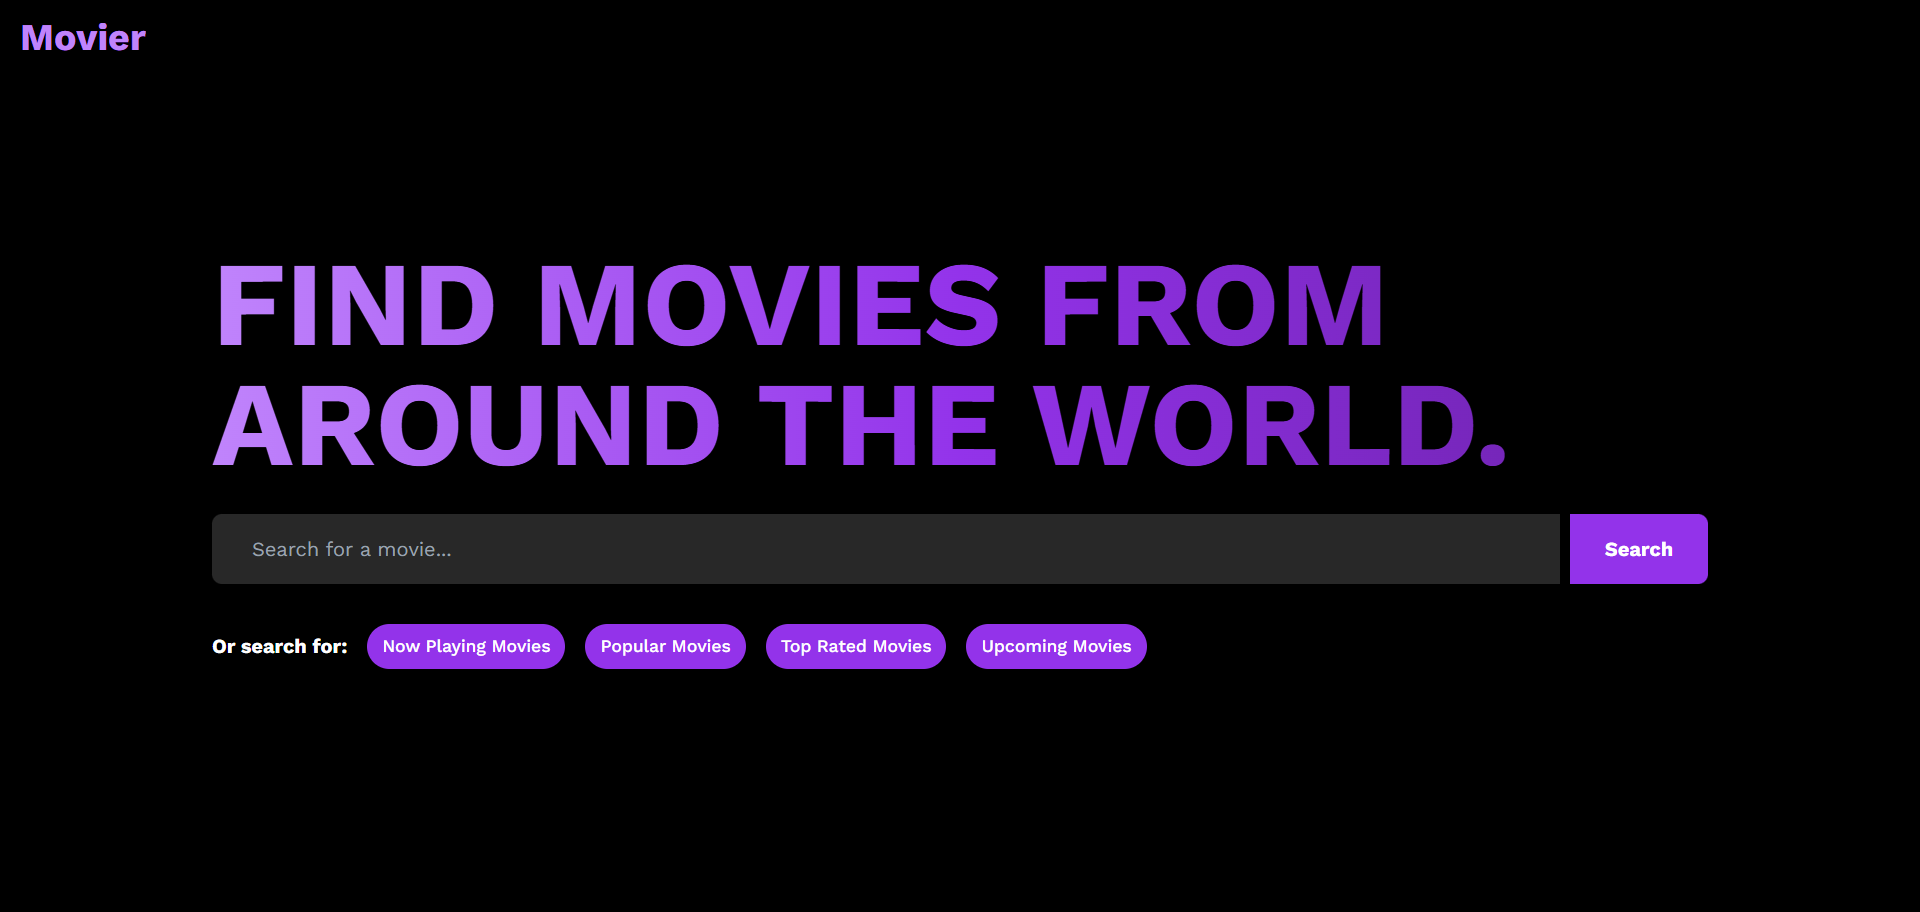 Movier
FIND MOVIES FROM
AROUND THE WORLD.
Search for a movie...
Search
Or search for:
Now Playing Movies
Popular Movies
Top Rated Movies
Upcoming Movies